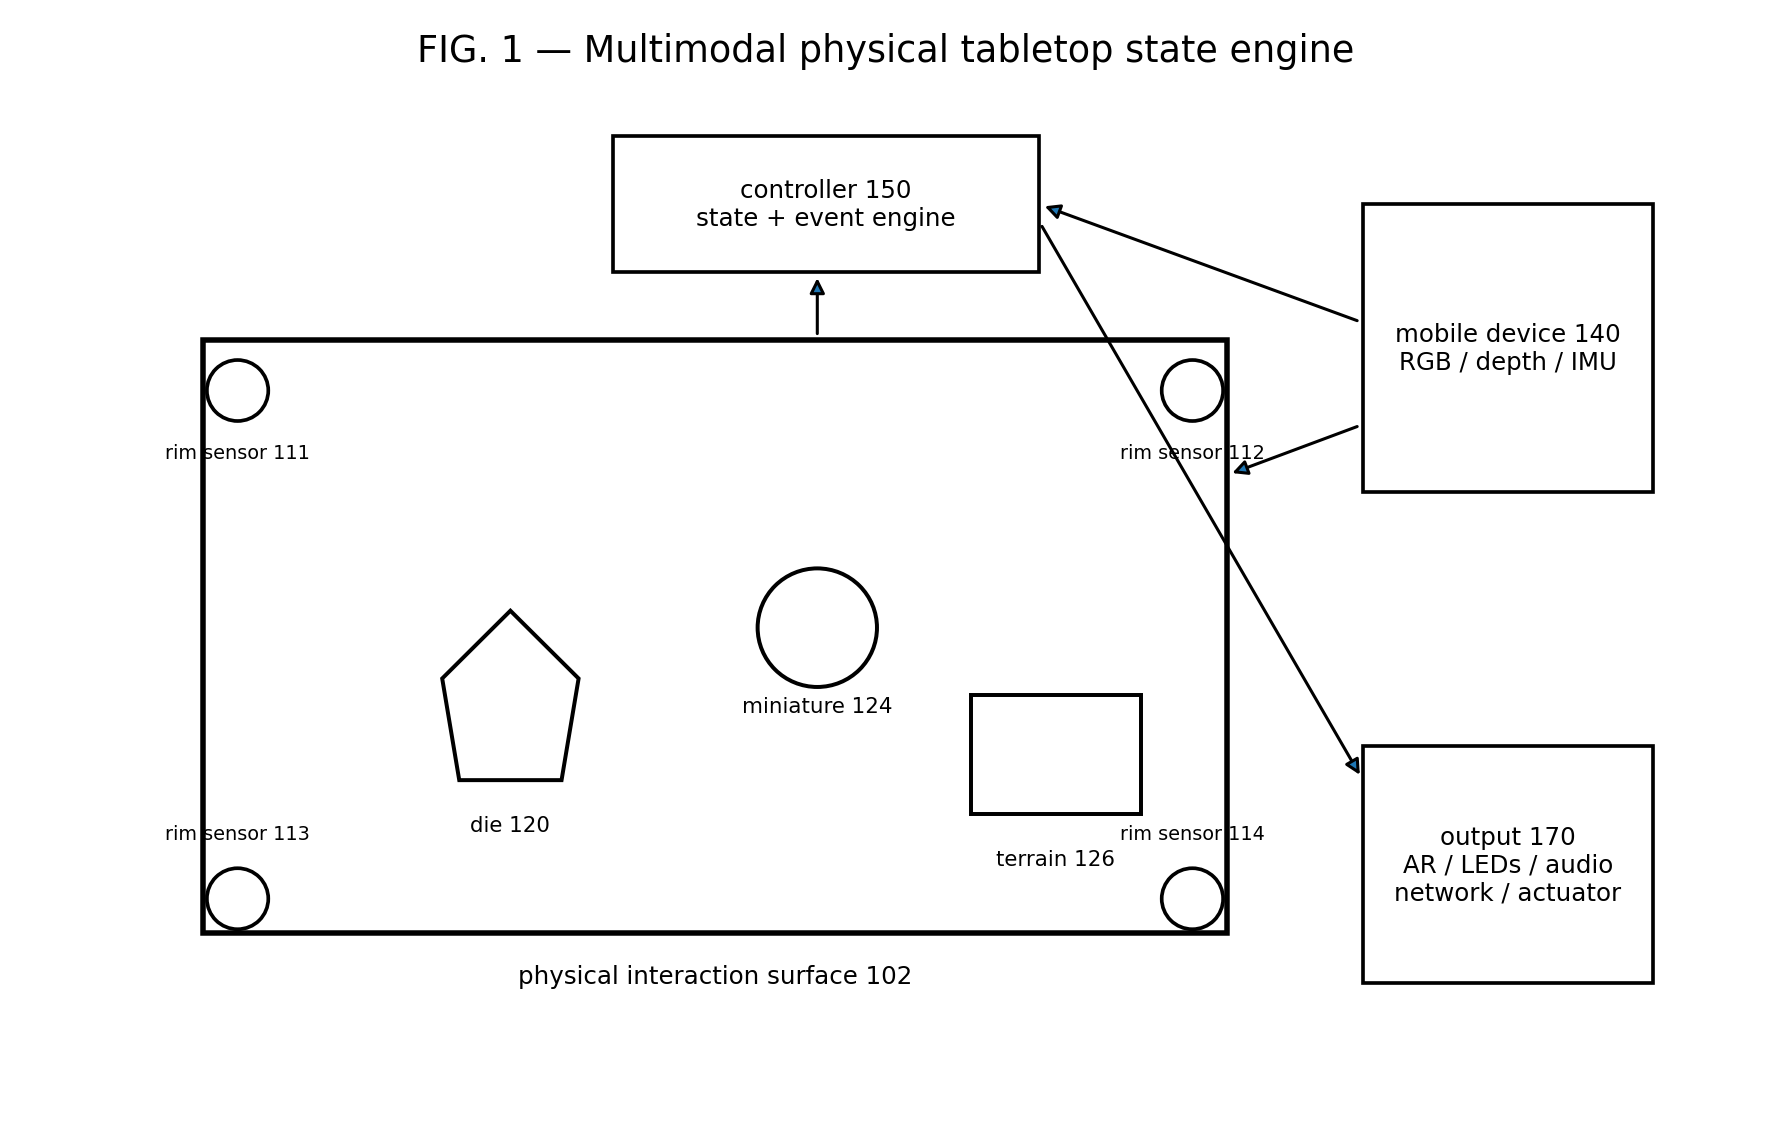 FIG. 1 — Multimodal physical tabletop state engine
controller 150
state + event engine
mobile device 140
RGB / depth / IMU
rim sensor 111
rim sensor 112
miniature 124
die 120
rim sensor 113
rim sensor 114
terrain 126
output 170
AR / LEDs / audio
network / actuator
physical interaction surface 102